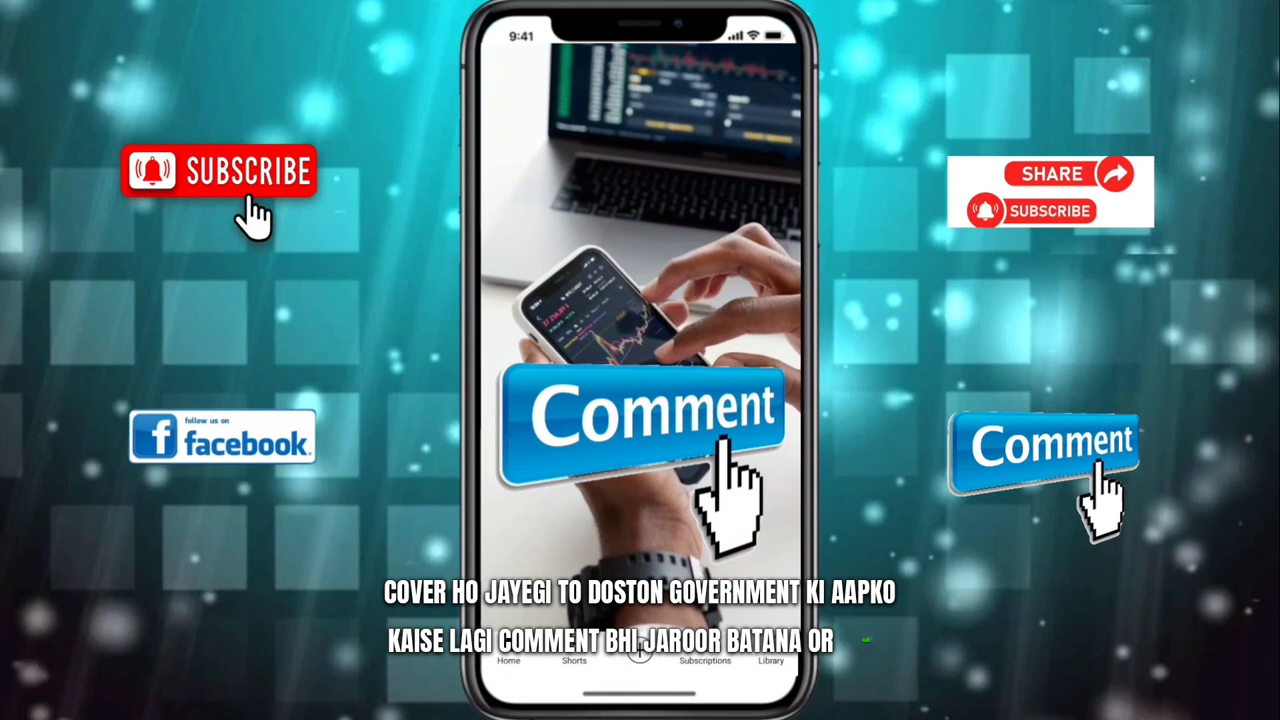 9:41
SUBSCRIBE
SHARE
SUBSCRIBE
Comment
follow us on
facebook.
Comment
COVER HO JAYEGI TO DOSTON GOVERNMENT KI AAPKO
KAISE LAGI COMMENT BHI JAROOR BATANA OR
Home Shorts Subscriptions Library